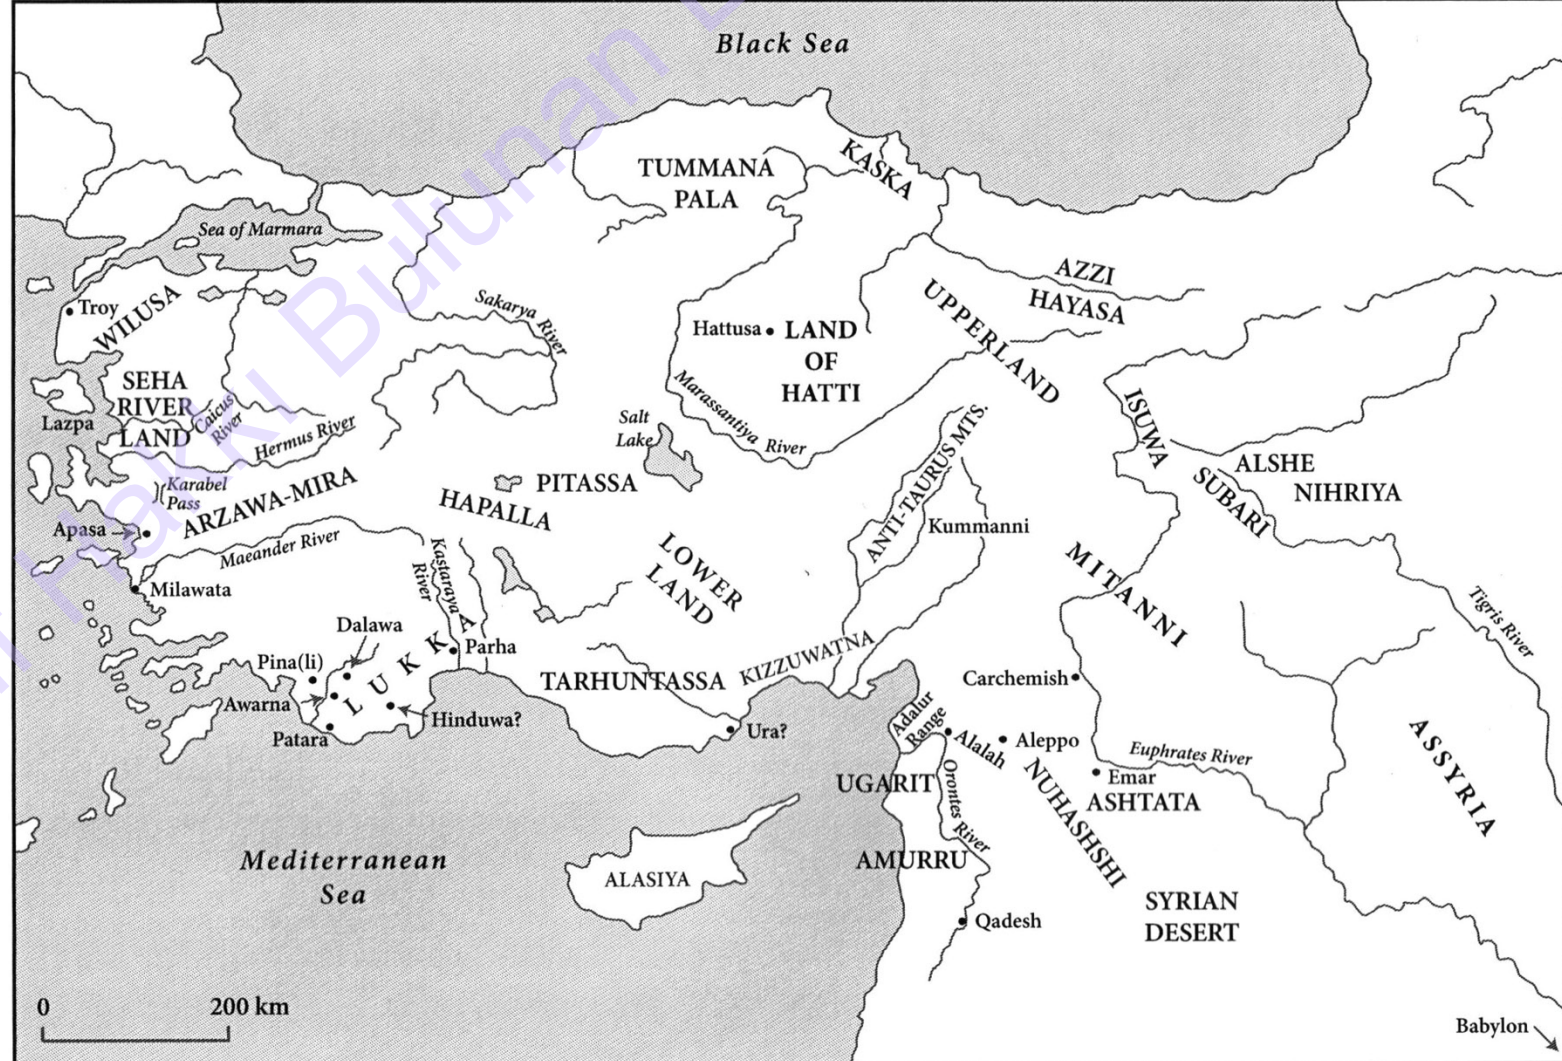 Black Sea
TUMMANA
PALA
KASKA
Sea of Marmara
AZZI
HAYASA
Troy
WILUSA
Sakarya River
Hattusa
LAND
OF
HATTI
UPPERLAND
SEHA
RIVER
LAND
Caicus
River
Lazpa
Hermus River
Marassantiya River
Salt
Lake
ISUWA
ANTI-TAURUS MTS.
ALSHE
NIHRIYA
SUBARI
Karabel
Pass
ARZAWA-MIRA
HAPALLA
PITASSA
Kummanni
Apasa
Maeander River
Kastaraya
River
LOWER
LAND
MITANNI
Milawata
Tigris River
Dalawa
LUKKA
Parha
Pina(li)
TARHUNTASSA
KIZZUWATNA
Carchemish
Awarna
Hinduwa?
Patara
Ura?
Adalur
Range
Alalah
Aleppo
Euphrates River
Emar
ASHTATA
ASSYRIA
UGARIT
Orontes River
NUHASHSHI
AMURRU
Mediterranean
Sea
ALASIYA
SYRIAN
DESERT
Qadesh
0 200 km
Babylon
Hakkı Bulunan